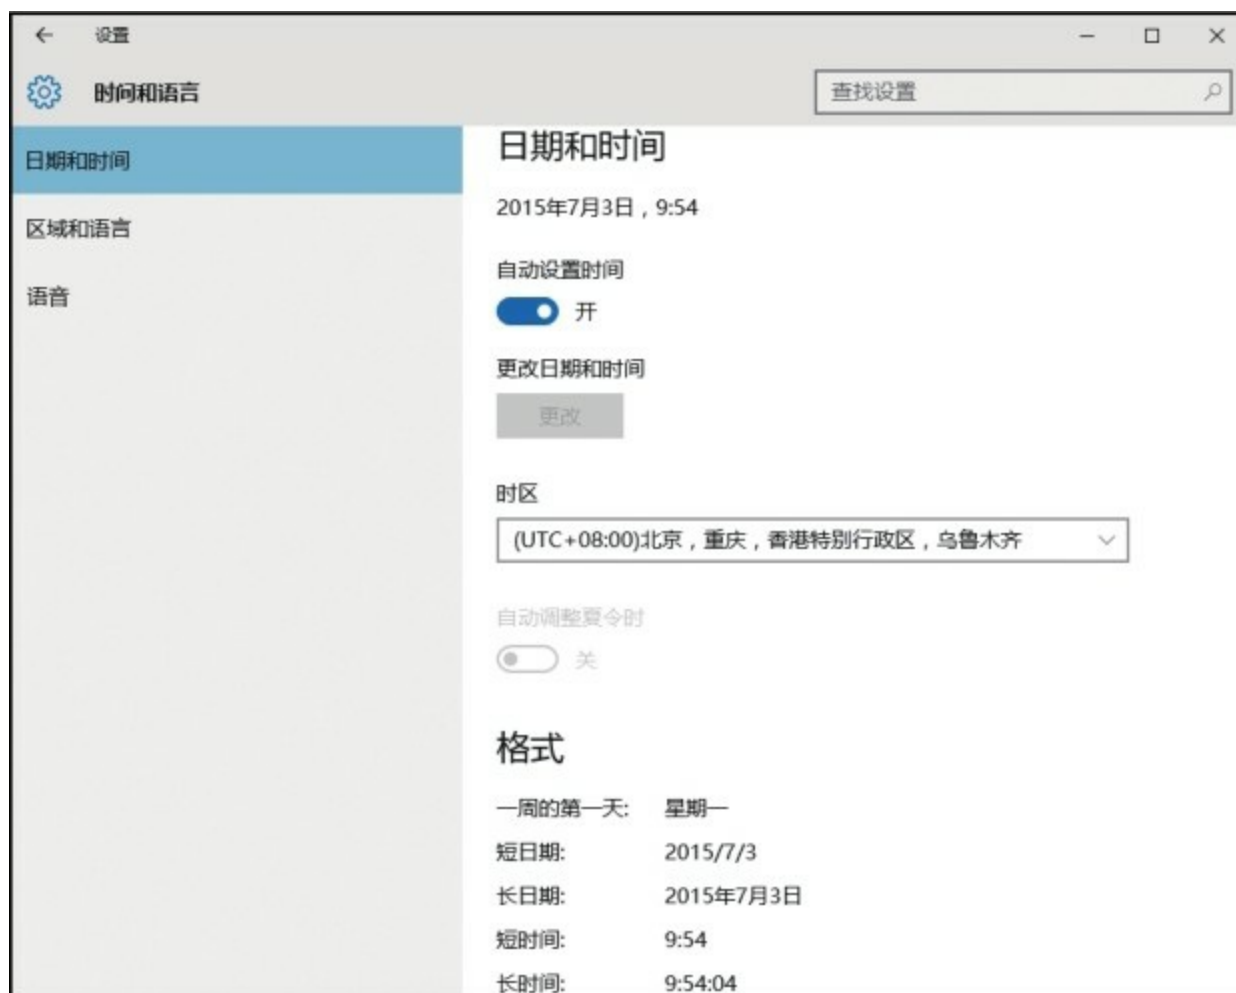 设置
时间和语言
查找设置
日期和时间
区域和语言
语音
日期和时间
2015年7月3日，9:54
自动设置时间
开
更改日期和时间
更改
时区
(UTC+08:00)北京，重庆，香港特别行政区，乌鲁木齐
自动调整夏令时
关
格式
一周的第一天: 星期一
短日期: 2015/7/3
长日期: 2015年7月3日
短时间: 9:54
长时间: 9:54:04